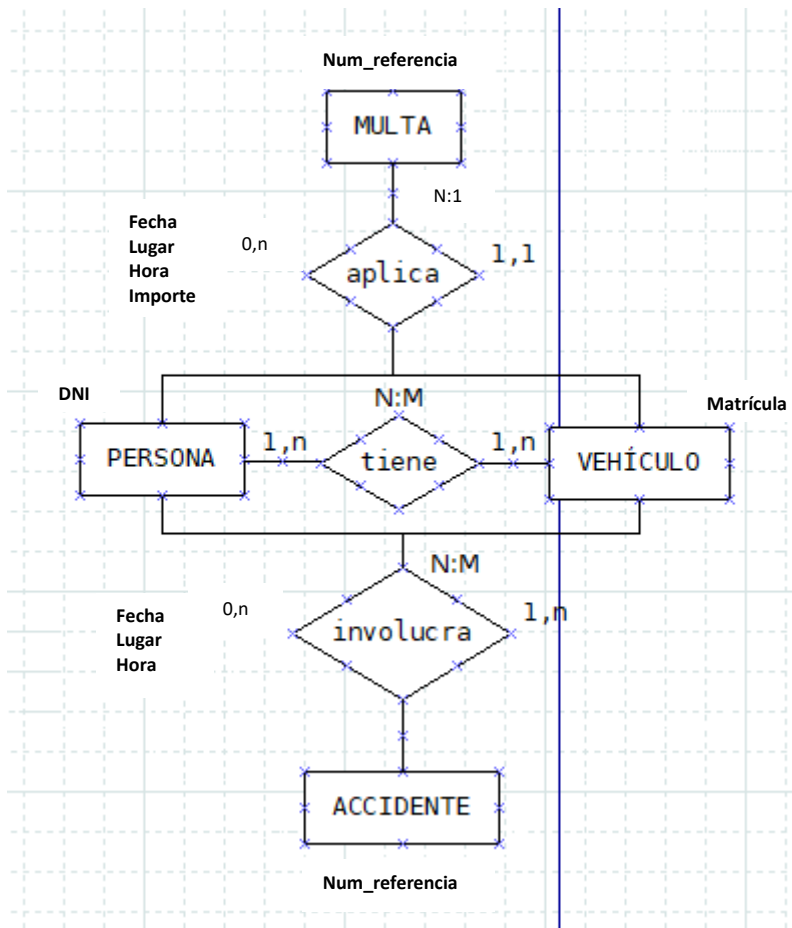 Num_referencia
MULTA
N:1
Fecha
Lugar
Hora
Importe
0,n
1,1
aplica
DNI
N:M
Matrícula
PERSONA
1,n
tiene
1,n
VEHÍCULO
N:M
Fecha
Lugar
Hora
0,n
1,n
involucra
ACCIDENTE
Num_referencia